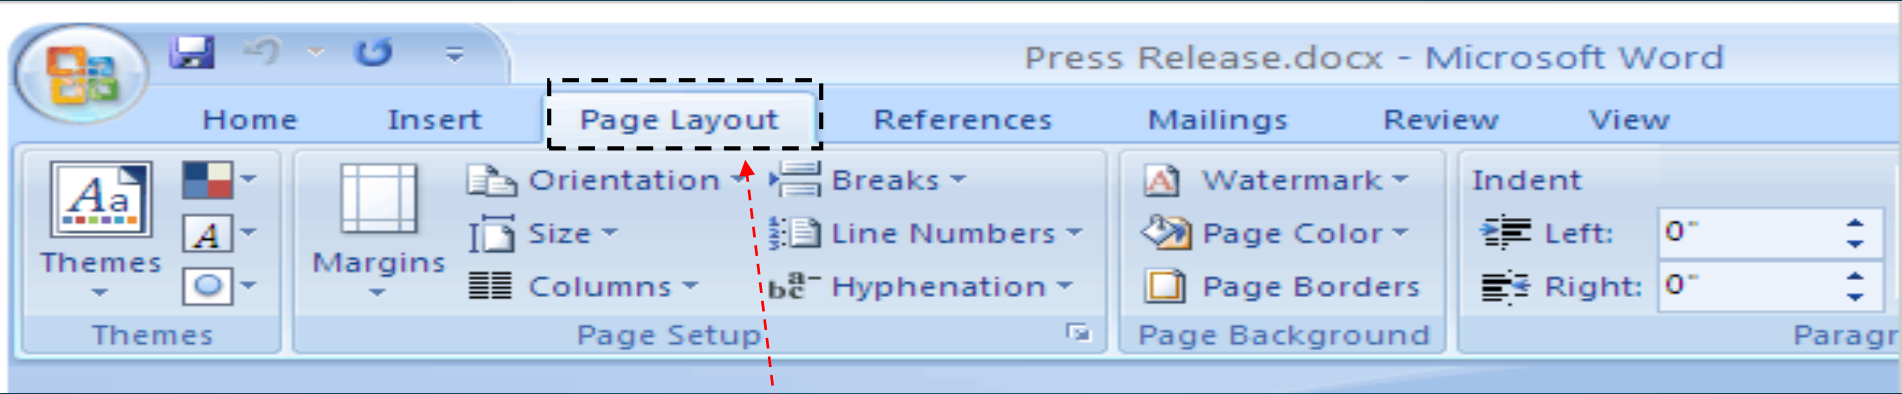 Press Release.docx - Microsoft Word
Home Insert Page Layout References Mailings Review View
Aa
A
Themes
Themes
Margins
Orientation
Size
Columns
Breaks
Line Numbers
a-
bc Hyphenation
Page Setup
A Watermark
Page Color
Page Borders
Page Background
Indent
Left: 0"
Right: 0"
Paragr